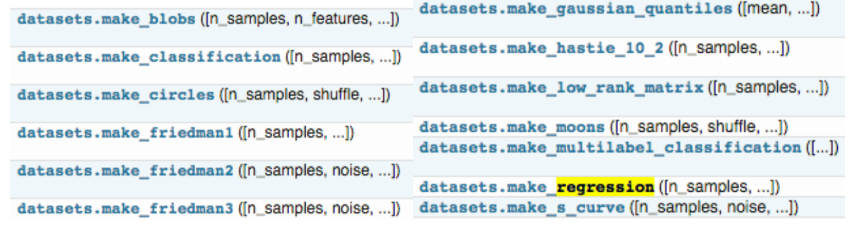 datasets.make_blobs ([n_samples, n_features, ...])
datasets.make_classification ([n_samples, ...])
datasets.make_circles ([n_samples, shuffle, ...])
datasets.make_friedman1 ([n_samples, ...])
datasets.make_friedman2 ([n_samples, noise, ...])
datasets.make_friedman3 ([n_samples, noise, ...])
datasets.make_gaussian_quantiles ([mean, ...])
datasets.make_hastie_10_2 ([n_samples, ...])
datasets.make_low_rank_matrix ([n_samples, ...])
datasets.make_moons ([n_samples, shuffle, ...])
datasets.make_multilabel_classification ([...])
datasets.make_regression ([n_samples, ...])
datasets.make_s_curve ([n_samples, noise, ...])